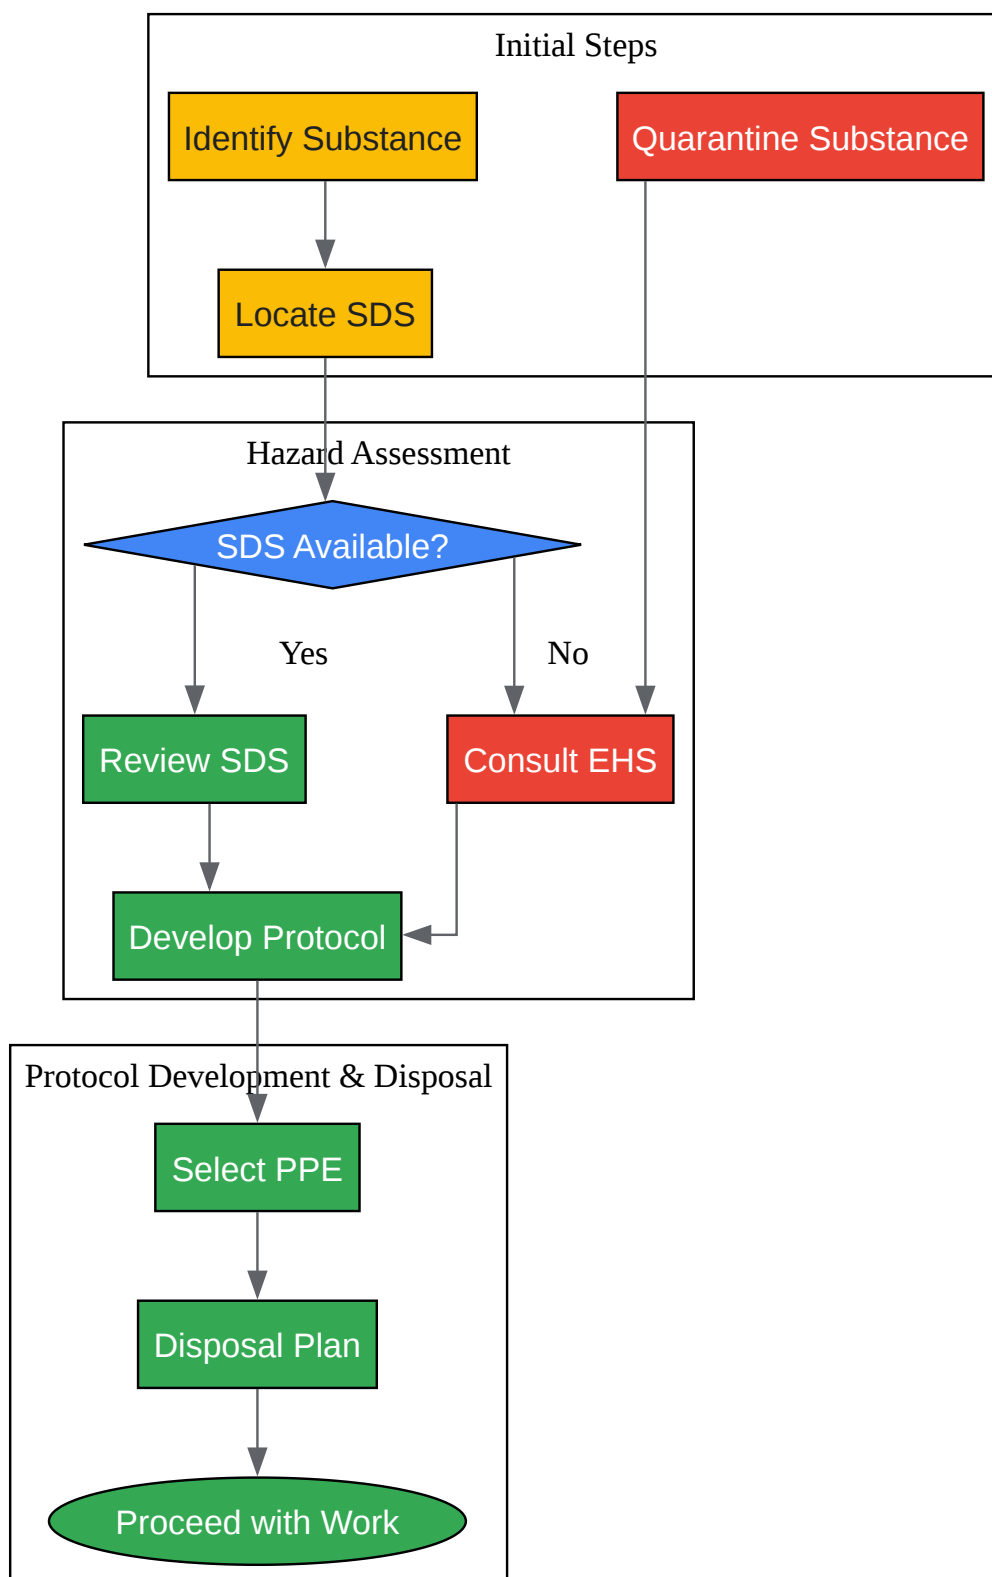 Initial Steps
Identify Substance
Quarantine Substance
Locate SDS
Hazard Assessment
SDS Available?
Yes
No
Review SDS
Consult EHS
Develop Protocol
Protocol Development & Disposal
Select PPE
Disposal Plan
Proceed with Work